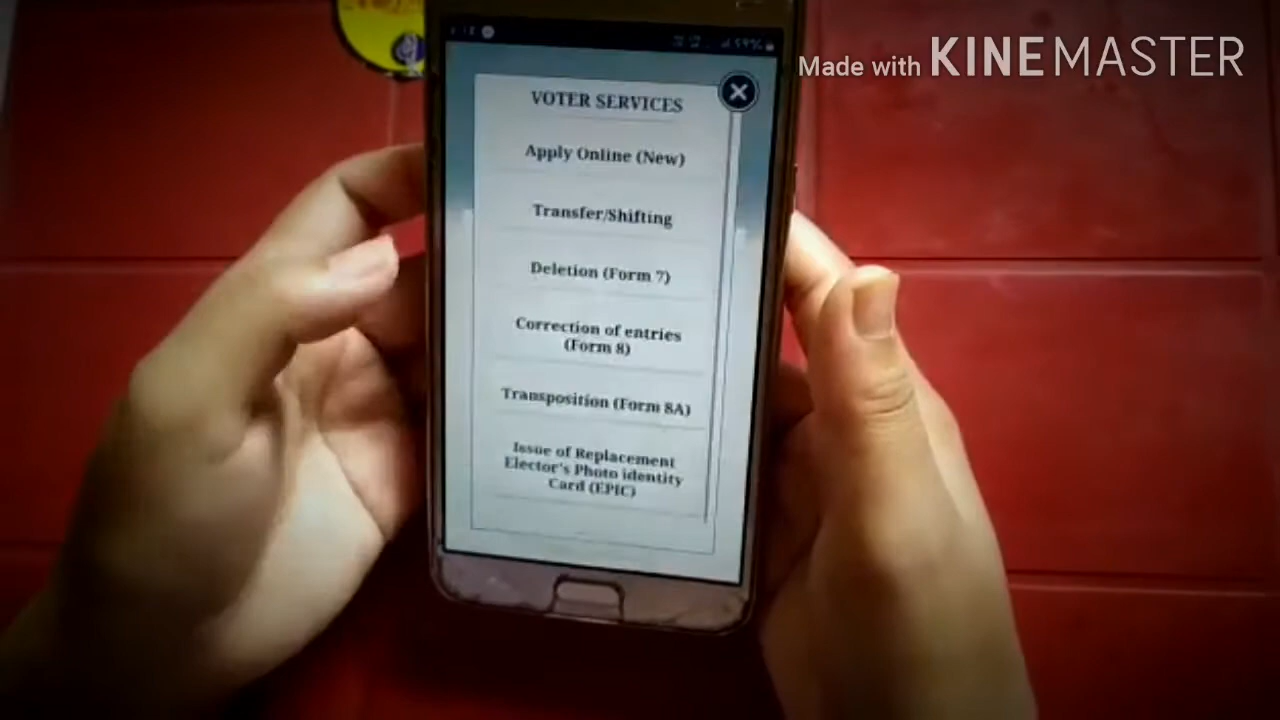 Made with KINEMASTER
59%
VOTER SERVICES
Apply Online (New)
Transfer/Shifting
Deletion (Form 7)
Correction of entries
(Form 8)
Transposition (Form 8A)
Issue of Replacement
Elector's Photo identity
Card (EPIC)